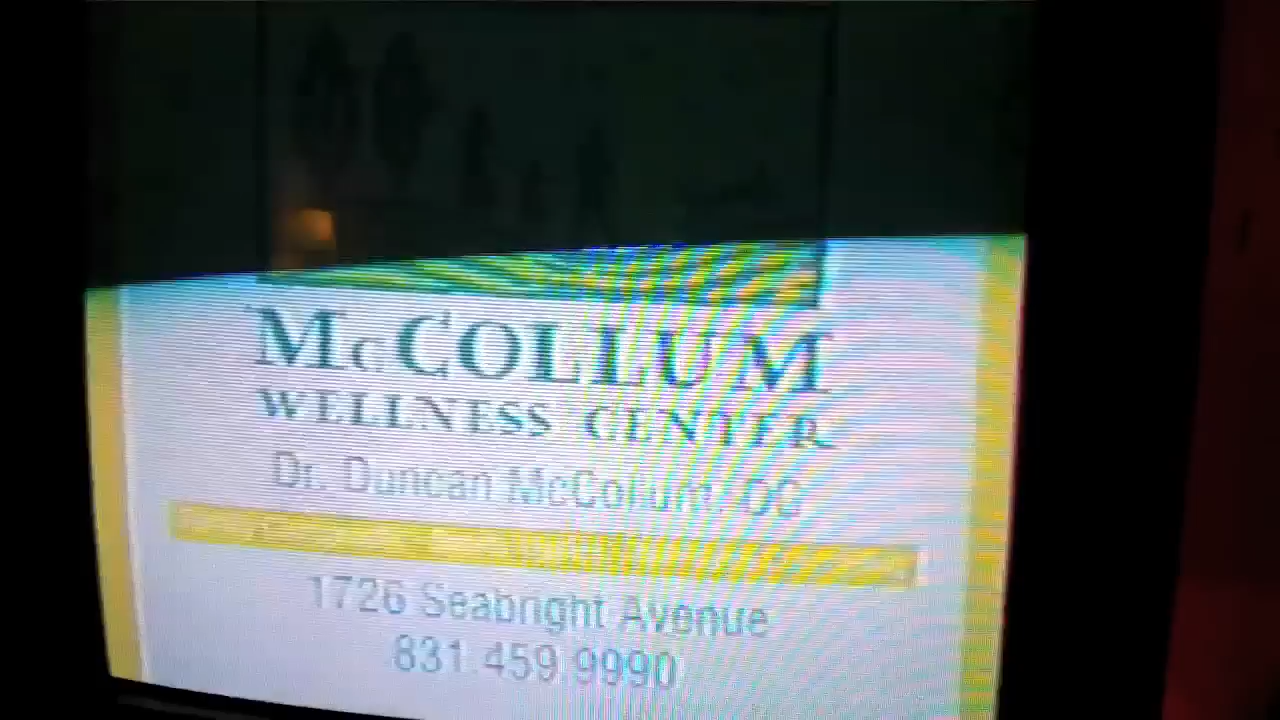 McCOLLUM
WELLNESS CENTER
Dr. Duncan McCollum, DC
1726 Seabright Avenue
831.459.9990